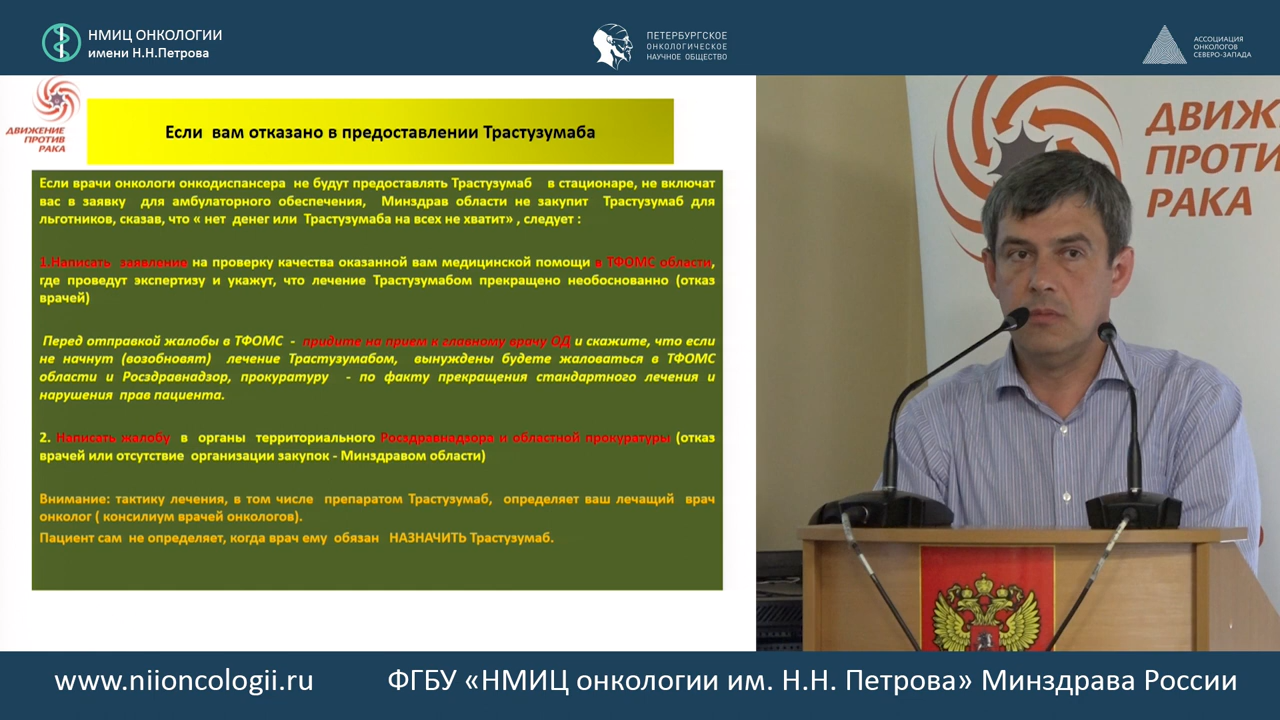 НМИЦ ОНКОЛОГИИ
имени Н.Н.Петрова
ПЕТЕРБУРГСКОЕ
ОНКОЛОГИЧЕСКОЕ
НАУЧНОЕ ОБЩЕСТВО
АССОЦИАЦИЯ
ОНКОЛОГОВ
СЕВЕРО-ЗАПАДА
ДВИЖЕНИЕ
ПРОТИВ
РАКА
Если вам отказано в предоставлении Трастузумаба
Если врачи онкологи онкодиспансера не будут предоставлять Трастузумаб в стационаре, не включат
вас в заявку для амбулаторного обеспечения, Минздрав области не закупит Трастузумаб для
льготников, сказав, что « нет денег или Трастузумаба на всех не хватит» , следует :
1.Написать заявление на проверку качества оказанной вам медицинской помощи в ТФОМС области,
где проведут экспертизу и укажут, что лечение Трастузумабом прекращено необоснованно (отказ
врачей)
Перед отправкой жалобы в ТФОМС - придите на прием к главному врачу ОД и скажите, что если
не начнут (возобновят) лечение Трастузумабом, вынуждены будете жаловаться в ТФОМС
области и Росздравнадзор, прокуратуру - по факту прекращения стандартного лечения и
нарушения прав пациента.
2. Написать жалобу в органы территориального Росздравнадзора и областной прокуратуры (отказ
врачей или отсутствие организации закупок - Минздравом области)
Внимание: тактику лечения, в том числе препаратом Трастузумаб, определяет ваш лечащий врач
онколог ( консилиум врачей онкологов).
Пациент сам не определяет, когда врач ему обязан НАЗНАЧИТЬ Трастузумаб.
ДВИЖ
ПРОТИ
РАКА
www.niioncologii.ru
ФГБУ «НМИЦ онкологии им. Н.Н. Петрова» Минздрава России